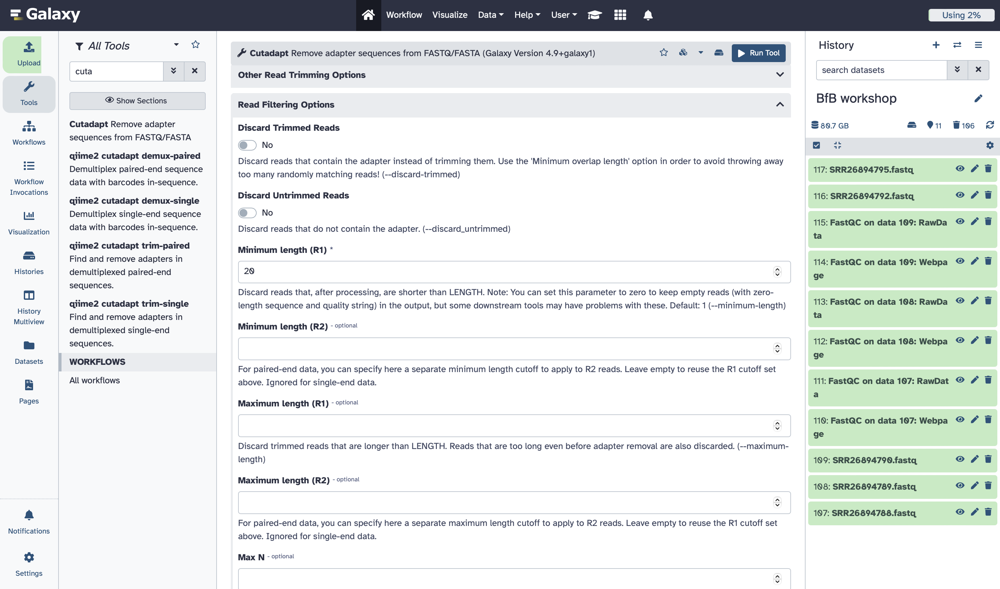 Galaxy
Workflow
Visualize
Data
Help
User
Using 2%
Upload
Tools
Workflows
Workflow
Invocations
Visualization
Histories
History
Multiview
Datasets
Pages
Notifications
Settings
All Tools
cuta
Show Sections
Cutadapt Remove adapter
sequences from FASTQ/FASTA
qiime2 cutadapt demux-paired
Demultiplex paired-end sequence
data with barcodes in-sequence.
qiime2 cutadapt demux-single
Demultiplex single-end sequence
data with barcodes in-sequence.
qiime2 cutadapt trim-paired
Find and remove adapters in
demultiplexed paired-end
sequences.
qiime2 cutadapt trim-single
Find and remove adapters in
demultiplexed single-end
sequences.
WORKFLOWS
All workflows
Cutadapt Remove adapter sequences from FASTQ/FASTA (Galaxy Version 4.9+galaxy1)
Run Tool
Other Read Trimming Options
Read Filtering Options
Discard Trimmed Reads
No
Discard reads that contain the adapter instead of trimming them. Use the 'Minimum overlap length' option in order to avoid throwing away
too many randomly matching reads! (--discard-trimmed)
Discard Untrimmed Reads
No
Discard reads that do not contain the adapter. (--discard_untrimmed)
Minimum length (R1) *
20
Discard reads that, after processing, are shorter than LENGTH. Note: You can set this parameter to zero to keep empty reads (with zero-
length sequence and quality string) in the output, but some downstream tools may have problems with these. Default: 1 (--minimum-length)
Minimum length (R2) - optional
For paired-end data, you can specify here a separate minimum length cutoff to apply to R2 reads. Leave empty to reuse the R1 cutoff set
above. Ignored for single-end data.
Maximum length (R1) - optional
Discard trimmed reads that are longer than LENGTH. Reads that are too long even before adapter removal are also discarded. (--maximum-
length)
Maximum length (R2) - optional
For paired-end data, you can specify here a separate maximum length cutoff to apply to R2 reads. Leave empty to reuse the R1 cutoff set
above. Ignored for single-end data.
Max N - optional
History
search datasets
BfB workshop
80.7 GB
11
106
117: SRR26894795.fastq
116: SRR26894792.fastq
115: FastQC on data 109: RawDa
ta
114: FastQC on data 109: Webpa
ge
113: FastQC on data 108: RawDa
ta
112: FastQC on data 108: Webpa
ge
111: FastQC on data 107: RawDat
a
110: FastQC on data 107: Webpa
ge
109: SRR26894790.fastq
108: SRR26894789.fastq
107: SRR26894788.fastq